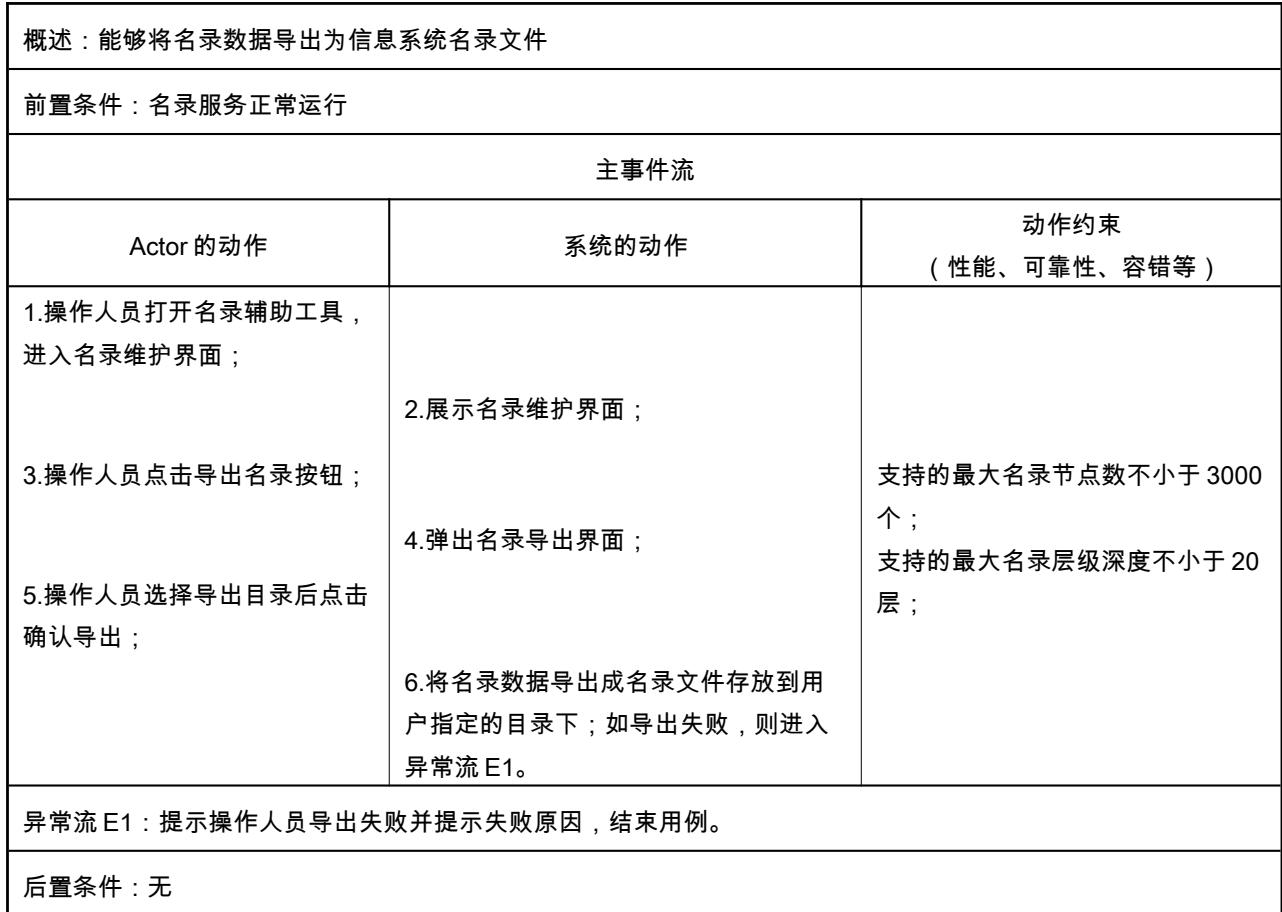 概述：能够将名录数据导出为信息系统名录文件
前置条件：名录服务正常运行
主事件流
Actor 的动作
系统的动作
动作约束
（性能、可靠性、容错等）
1.操作人员打开名录辅助工具，
进入名录维护界面；
2.展示名录维护界面；
3.操作人员点击导出名录按钮；
4.弹出名录导出界面；
5.操作人员选择导出目录后点击
确认导出；
6.将名录数据导出成名录文件存放到用
户指定的目录下；如导出失败，则进入
异常流 E1。
支持的最大名录节点数不小于 3000
个；
支持的最大名录层级深度不小于 20
层；
异常流 E1：提示操作人员导出失败并提示失败原因，结束用例。
后置条件：无